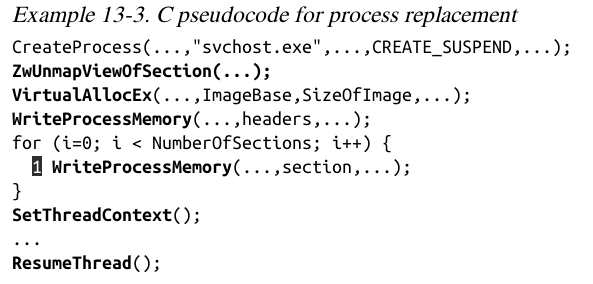 Example 13-3. C pseudocode for process replacement
CreateProcess(...,"svchost.exe",...,CREATE_SUSPEND,...);
ZwUnmapViewOfSection(...);
VirtualAllocEx(...,ImageBase,SizeOfImage,...);
WriteProcessMemory(...,headers,...);
for (i=0; i < NumberOfSections; i++) {
1 WriteProcessMemory(...,section,...);
}
SetThreadContext();
...
ResumeThread();